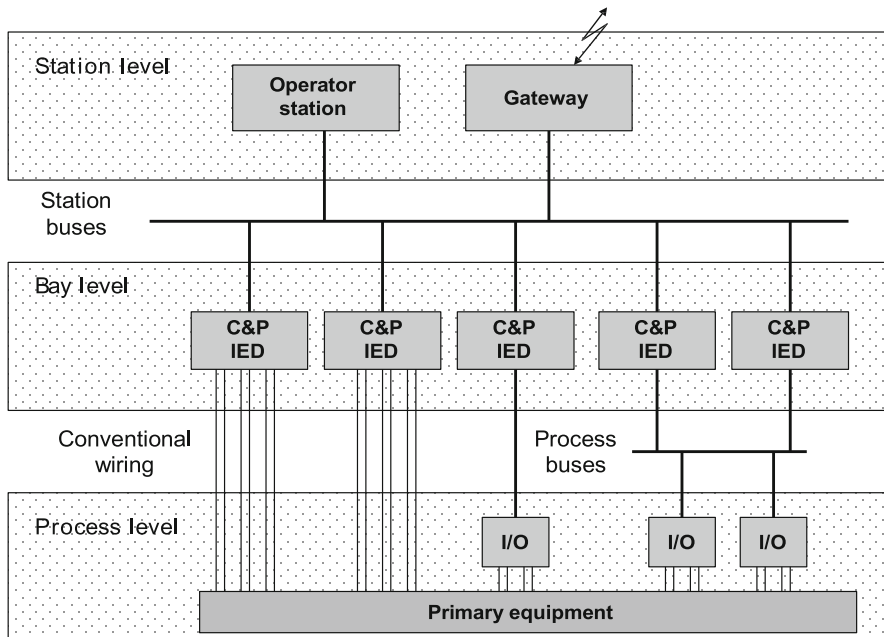 Station level
Operator
station
Gateway
Station
buses
Bay level
C&P
IED
C&P
IED
C&P
IED
C&P
IED
C&P
IED
Conventional
wiring
Process
buses
Process level
I/O
I/O
I/O
Primary equipment